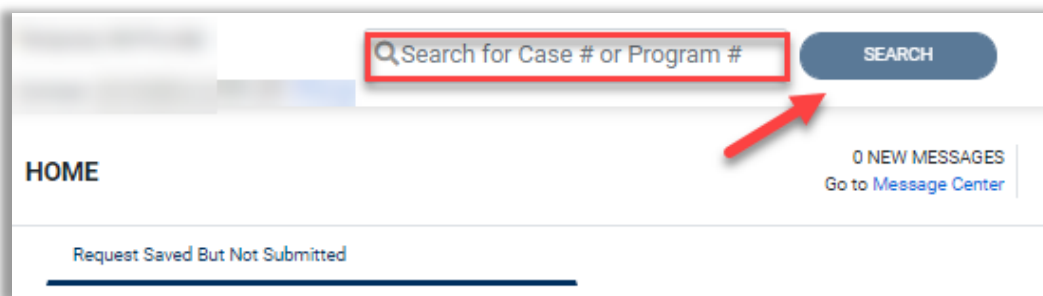 Search for Case # or Program #
SEARCH
HOME
0 NEW MESSAGES
Go to Message Center
Request Saved But Not Submitted